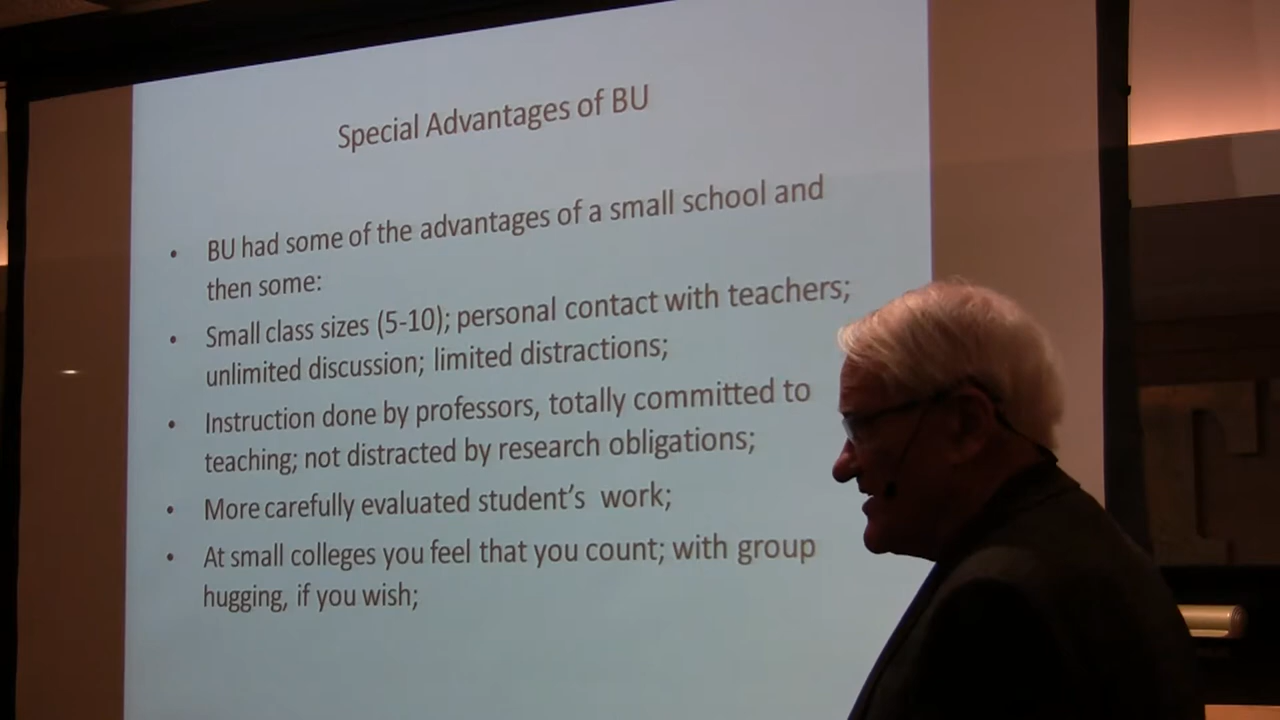 Special Advantages of BU
• BU had some of the advantages of a small school and
then some:
• Small class sizes (5-10); personal contact with teachers;
unlimited discussion; limited distractions;
• Instruction done by professors, totally committed to
teaching; not distracted by research obligations;
• More carefully evaluated student's work;
• At small colleges you feel that you count; with group
hugging, if you wish;